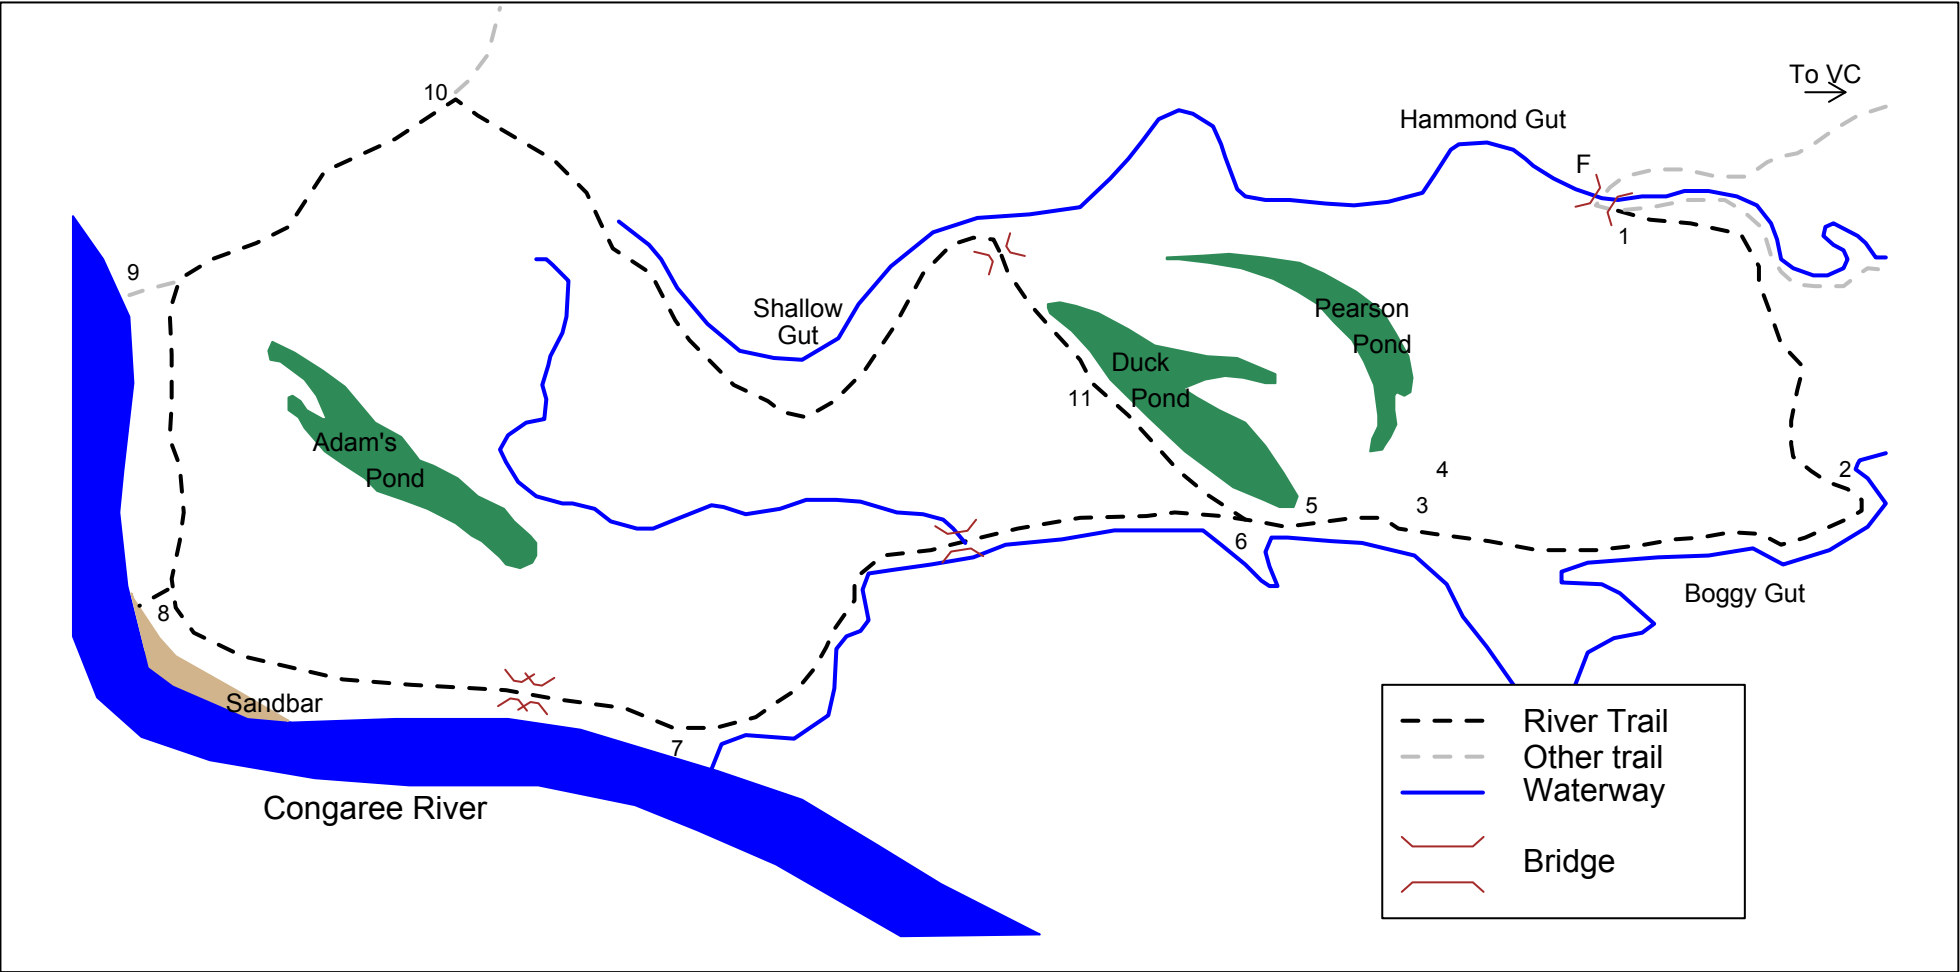 To VC
10
Hammond Gut
F
1
9
Shallow
Gut
Pearson
Pond
Duck
Pond
11
Adam's
Pond
2
4
3
5
6
Boggy Gut
8
Sandbar
7
Congaree River
River Trail
Other trail
Waterway
Bridge